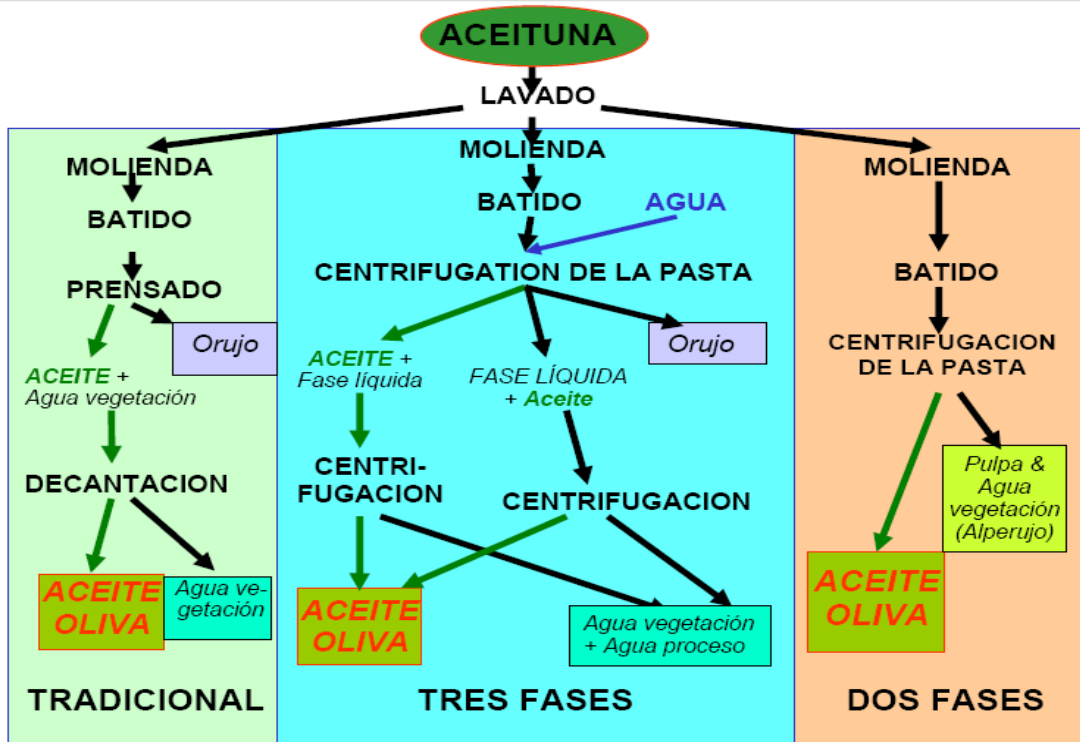 ACEITUNA
LAVADO
MOLIENDA
BATIDO
PRENSADO
Orujo
ACEITE +
Agua vegetación
DECANTACION
ACEITE
OLIVA
Agua ve-
getación
TRADICIONAL
MOLIENDA
BATIDO
AGUA
CENTRIFUGATION DE LA PASTA
ACEITE +
Fase líquida
FASE LÍQUIDA
+ Aceite
Orujo
CENTRI-
FUGACION
CENTRIFUGACION
ACEITE
OLIVA
Agua vegetación
+ Agua proceso
TRES FASES
MOLIENDA
BATIDO
CENTRIFUGACION
DE LA PASTA
Pulpa &
Agua
vegetación
(Alperujo)
ACEITE
OLIVA
DOS FASES